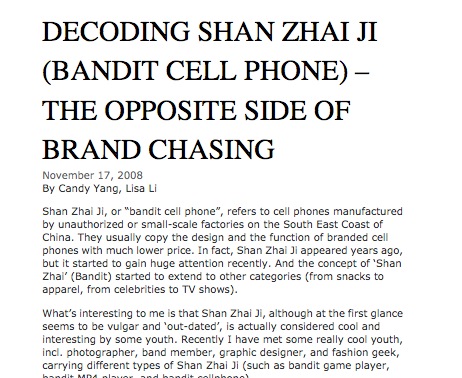 DECODING SHAN ZHAI JI
(BANDIT CELL PHONE) –
THE OPPOSITE SIDE OF
BRAND CHASING
November 17, 2008
By Candy Yang, Lisa Li
Shan Zhai Ji, or “bandit cell phone”, refers to cell phones manufactured
by unauthorized or small-scale factories on the South East Coast of
China. They usually copy the design and the function of branded cell
phones with much lower price. In fact, Shan Zhai Ji appeared years ago,
but it started to gain huge attention recently. And the concept of ‘Shan
Zhai’ (Bandit) started to extend to other categories (from snacks to
apparel, from celebrities to TV shows).
What’s interesting to me is that Shan Zhai Ji, although at the first glance
seems to be vulgar and ‘out-dated’, is actually considered cool and
interesting by some youth. Recently I have met some really cool youth,
incl. photographer, band member, graphic designer, and fashion geek,
carrying different types of Shan Zhai Ji (such as bandit game player,
bandit MP4 player, and bandit cellphone)